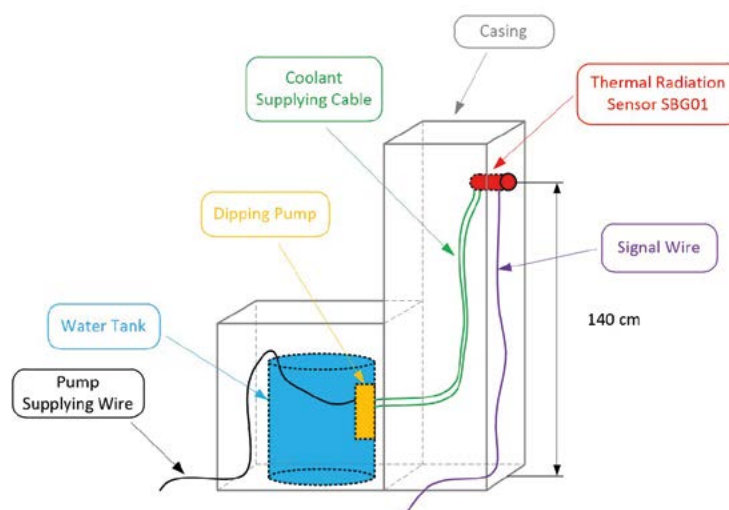 Casing
Coolant
Supplying Cable
Thermal Radiation
Sensor SBG01
Dipping Pump
Signal Wire
Water Tank
140 cm
Pump
Supplying Wire